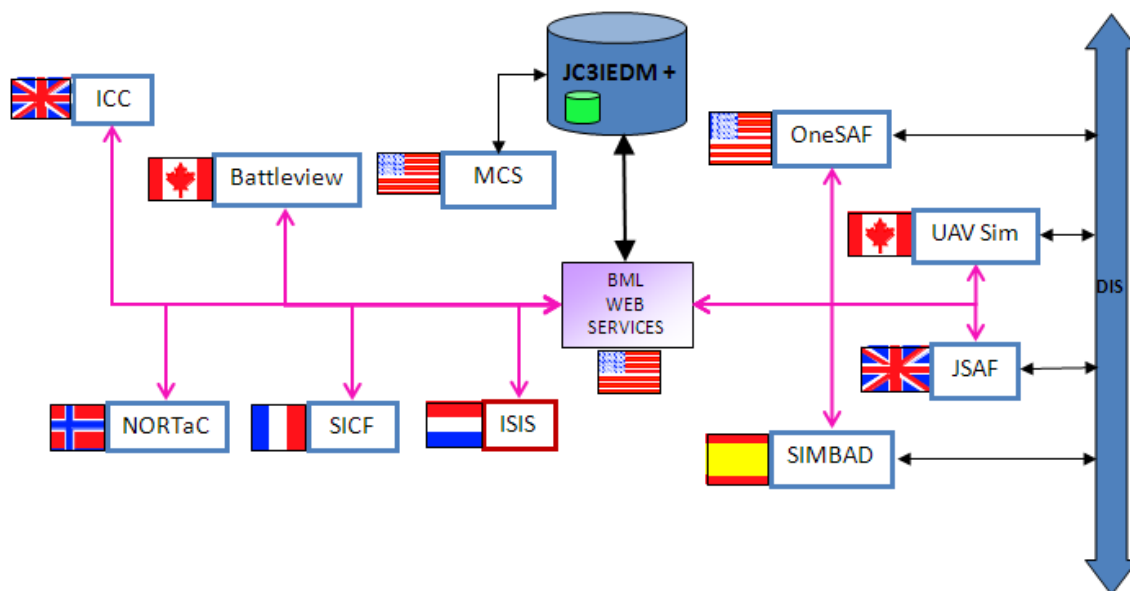 JC3IEDM +
ICC
OneSAF
Battleview
MCS
UAV Sim
BML
WEB
SERVICES
DIS
JSAF
NORTaC
SICF
ISIS
SIMBAD